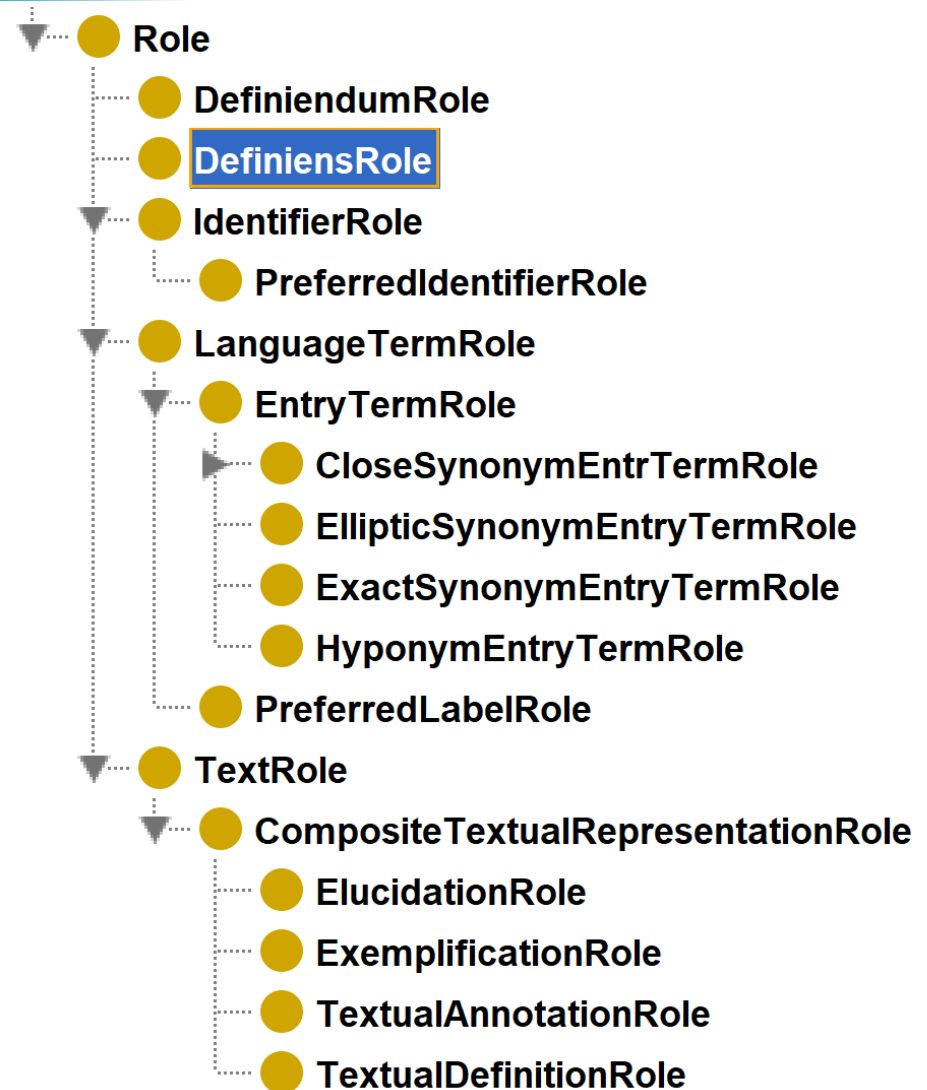 Role
DefiniendumRole
DefiniensRole
IdentifierRole
PreferredIdentifierRole
LanguageTermRole
EntryTermRole
CloseSynonymEntrTermRole
EllipticSynonymEntryTermRole
ExactSynonymEntryTermRole
HyponymEntryTermRole
PreferredLabelRole
TextRole
CompositeTextualRepresentationRole
ElucidationRole
ExemplificationRole
TextualAnnotationRole
TextualDefinitionRole